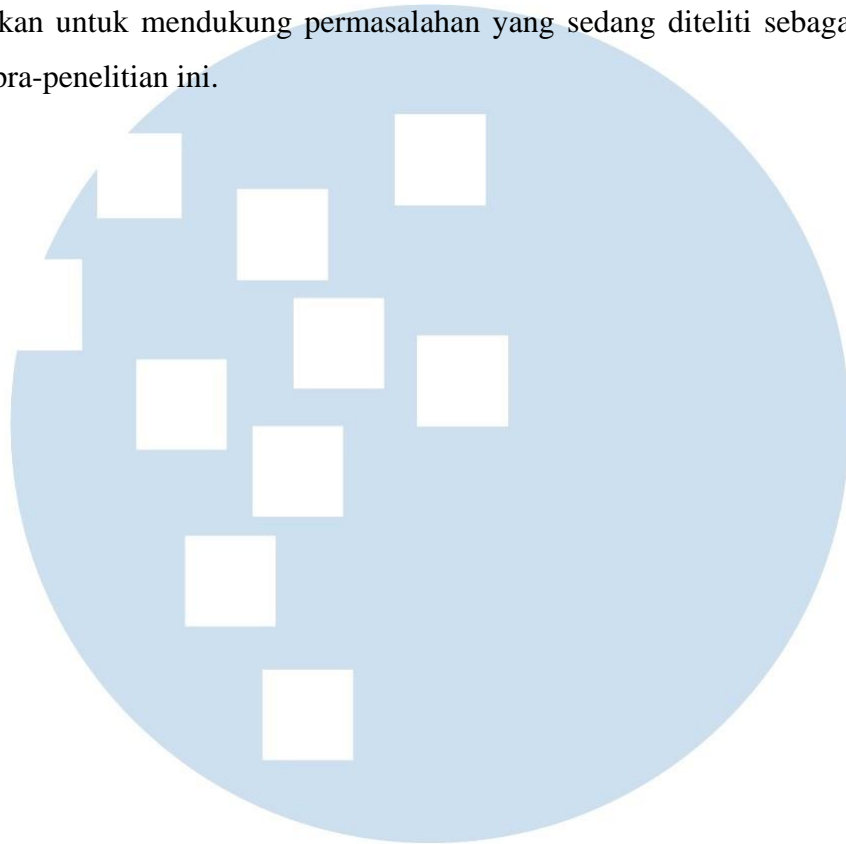 kan untuk mendukung permasalahan yang sedang diteliti sebaga
pra-penelitian ini.